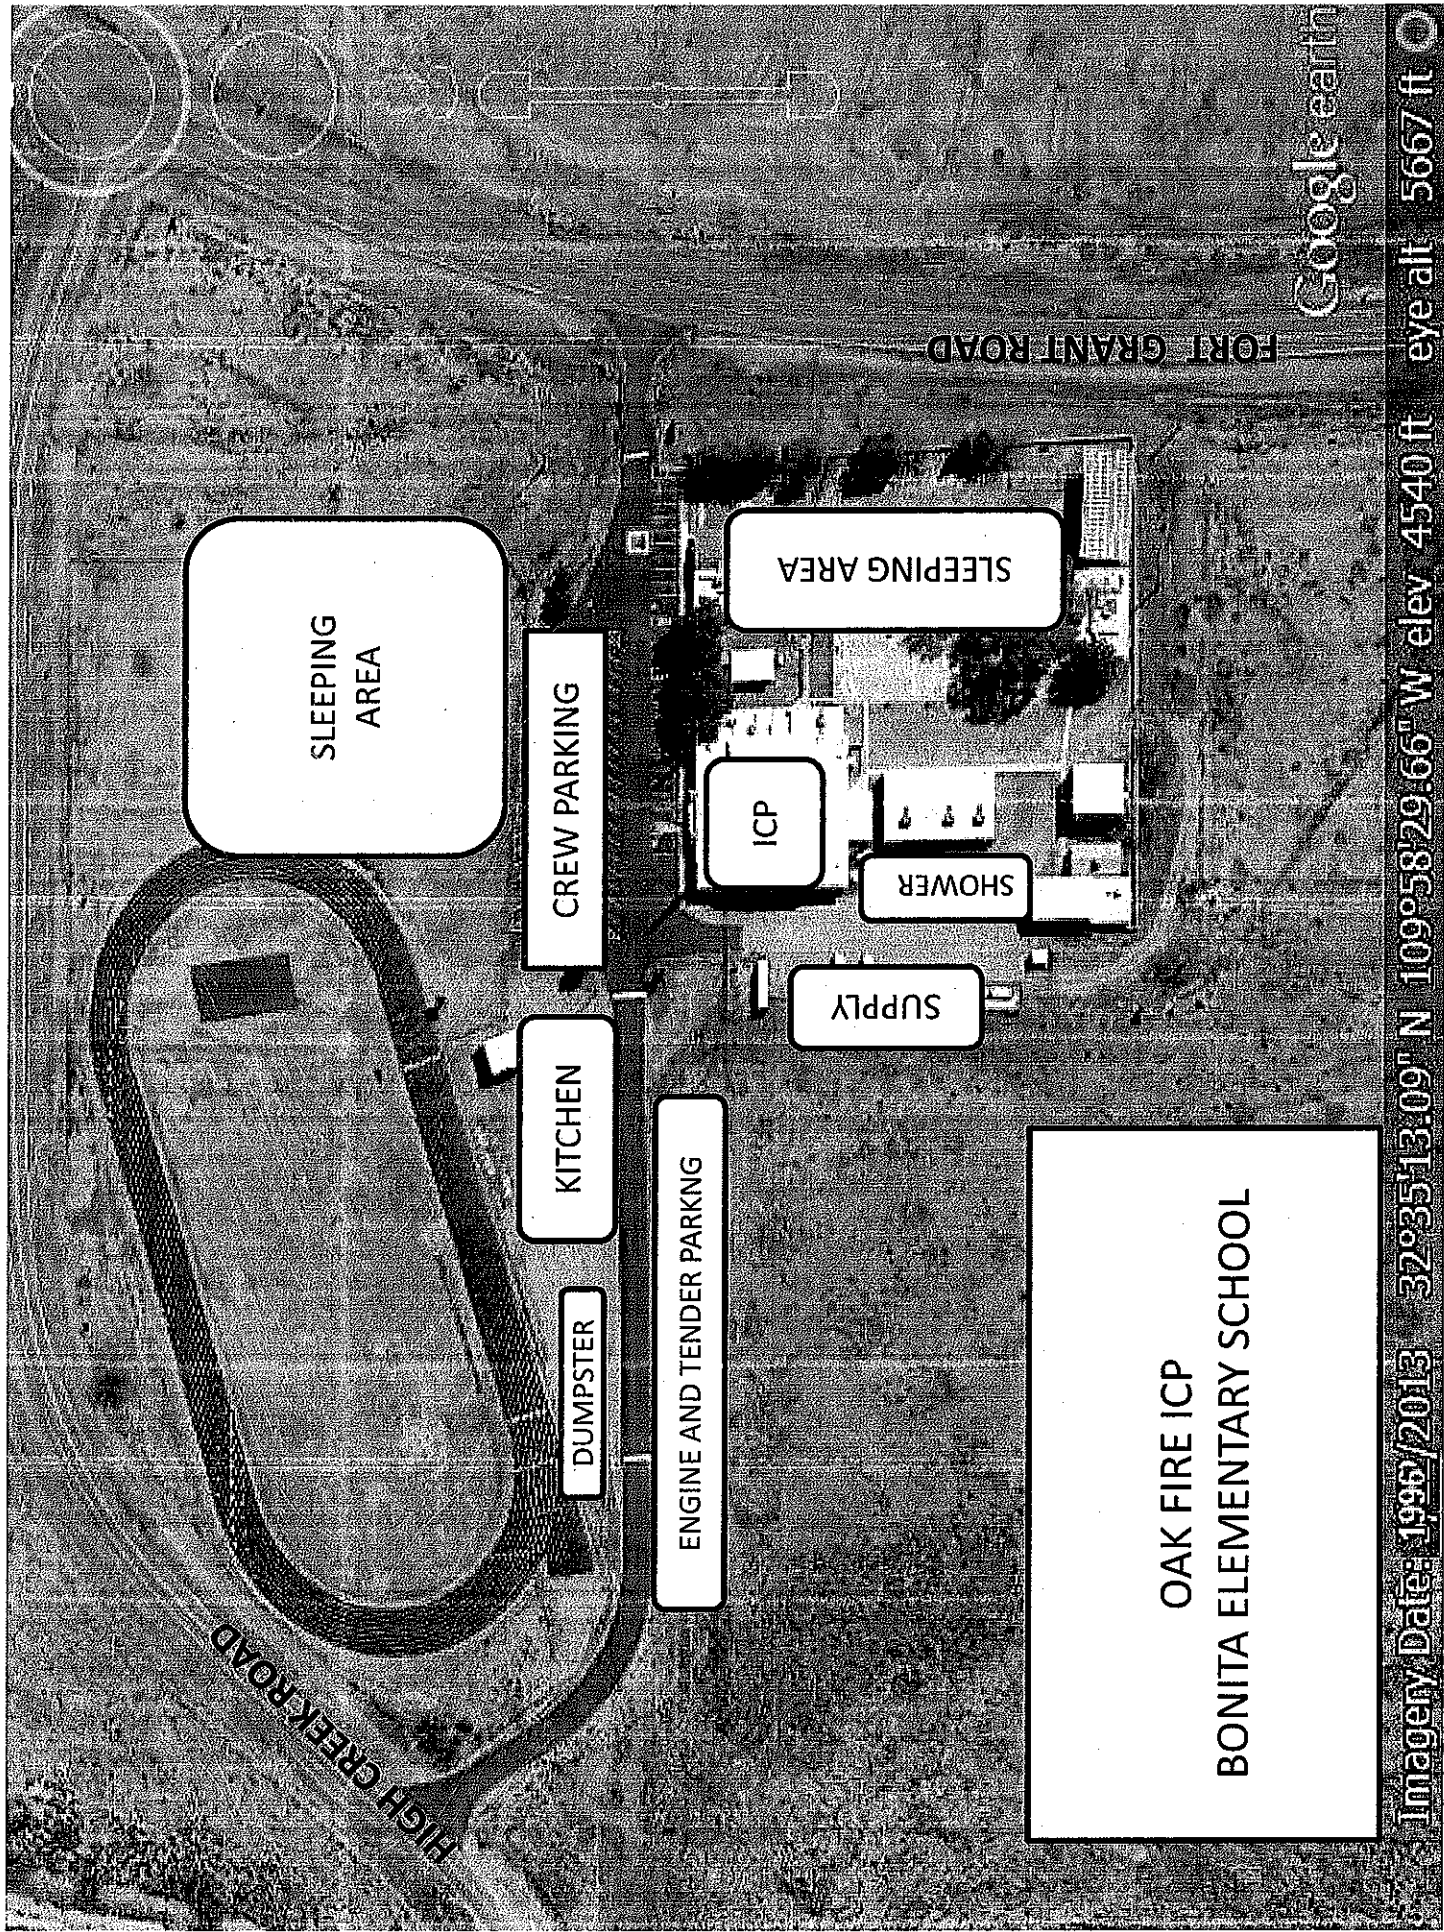 SLEEPING
AREA
CREW PARKING
KITCHEN
DUMPSTER
ENGINE AND TENDER PARKNG
HIGH CREEK ROAD
ICP
SLEEPING AREA
SHOWER
SUPPLY
FORT GRANT ROAD
OAK FIRE ICP
BONITA ELEMENTARY SCHOOL
Google earth
Imagery Date: 1996/2013 32°35'13.09" N 109°58'29.66" W elev 4540 ft eye alt 5667 ft